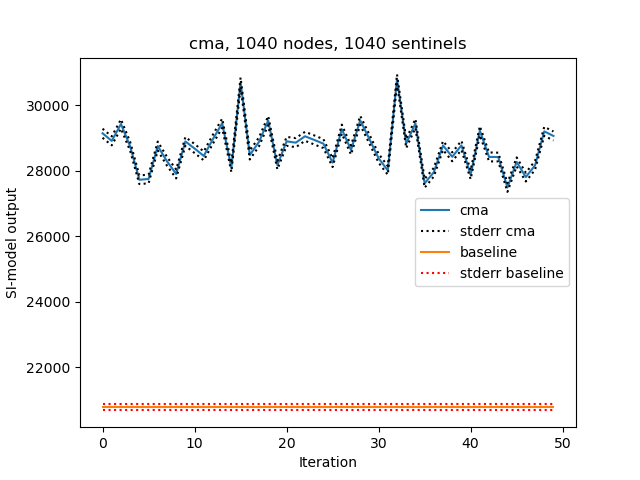 cma, 1040 nodes, 1040 sentinels
SI-model output
30000
28000
26000
24000
22000
cma
stderr cma
baseline
stderr baseline
0
10
20
30
40
50
Iteration